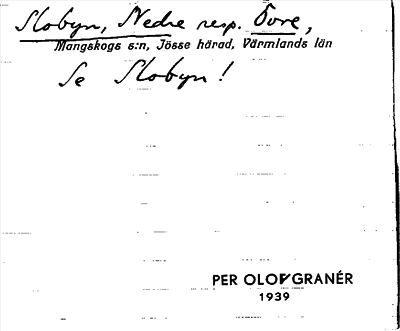 Slobyn, Nedre resp. Övre,
Mangskogs s:n, Jösse härad, Värmlands län
Se Slobyn!
PER OLOF GRANÉR
1939